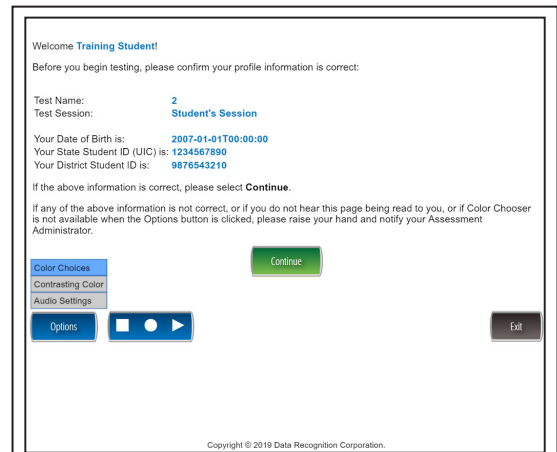 Welcome Training Student!
Before you begin testing, please confirm your profile information is correct:
Test Name: 2
Test Session: Student's Session
Your Date of Birth is: 2007-01-01T00:00:00
Your State Student ID (UIC) is: 1234567890
Your District Student ID is: 9876543210
If the above information is correct, please select Continue.
If any of the above information is not correct, or if you do not hear this page being read to you, or if Color Chooser
is not available when the Options button is clicked, please raise your hand and notify your Assessment
Administrator.
Continue
Color Choices
Contrasting Color
Audio Settings
Options
Exit
Copyright © 2019 Data Recognition Corporation.